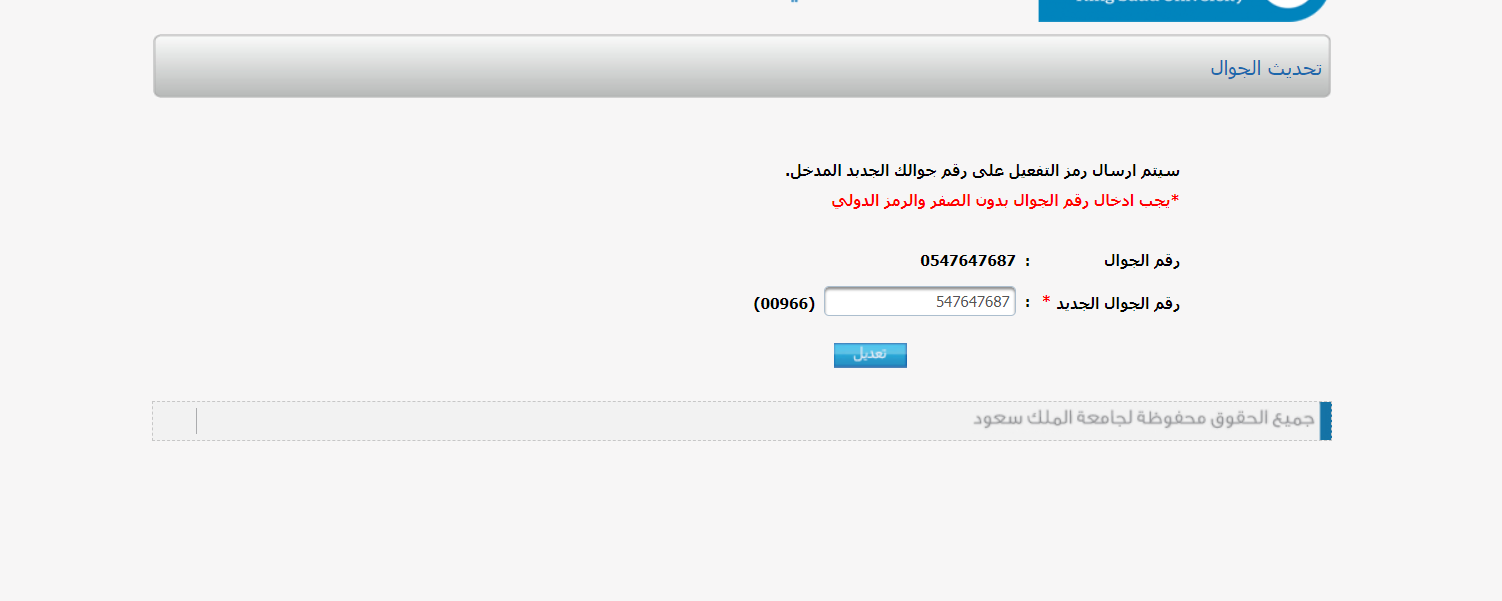 تحديث الجوال
سيتم ارسال رمز التفعيل على رقم جوالك الجديد المدخل.
*يجب ادخال رقم الجوال بدون الصفر والرمز الدولي
رقم الجوال : 0547647687
رقم الجوال الجديد * : 547647687 (00966)
تعديل
جميع الحقوق محفوظة لجامعة الملك سعود